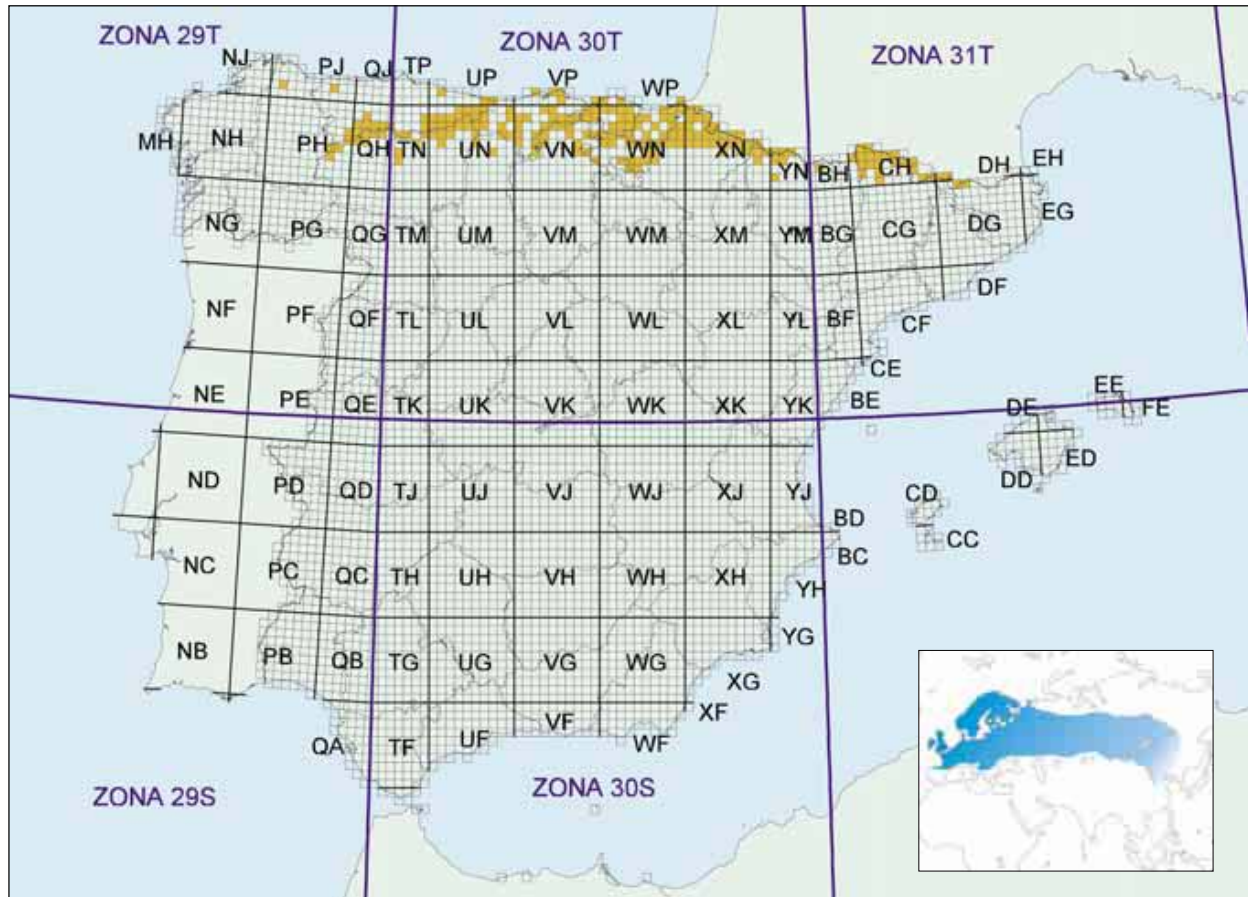 ZONA 29T
ZONA 30T
ZONA 31T
NJ
PJ
QJ
TP
UP
VP
WP
MH
NH
PH
QH
TN
UN
VN
WN
XN
YN
BH
CH
DH
EH
NG
PG
QG
TM
UM
VM
WM
XM
YM
BG
CG
DG
EG
NF
PF
QF
TL
UL
VL
WL
XL
YL
BF
CF
DF
NE
PE
QE
TK
UK
VK
WK
XK
YK
BE
CE
DE
EE
FE
ND
PD
QD
TJ
UJ
VJ
WJ
XJ
YJ
BD
CD
DD
ED
NC
PC
QC
TH
UH
VH
WH
XH
YH
BC
CC
NB
PB
QB
TG
UG
VG
WG
XG
YG
QA
TF
UF
VF
WF
XF
ZONA 29S
ZONA 30S